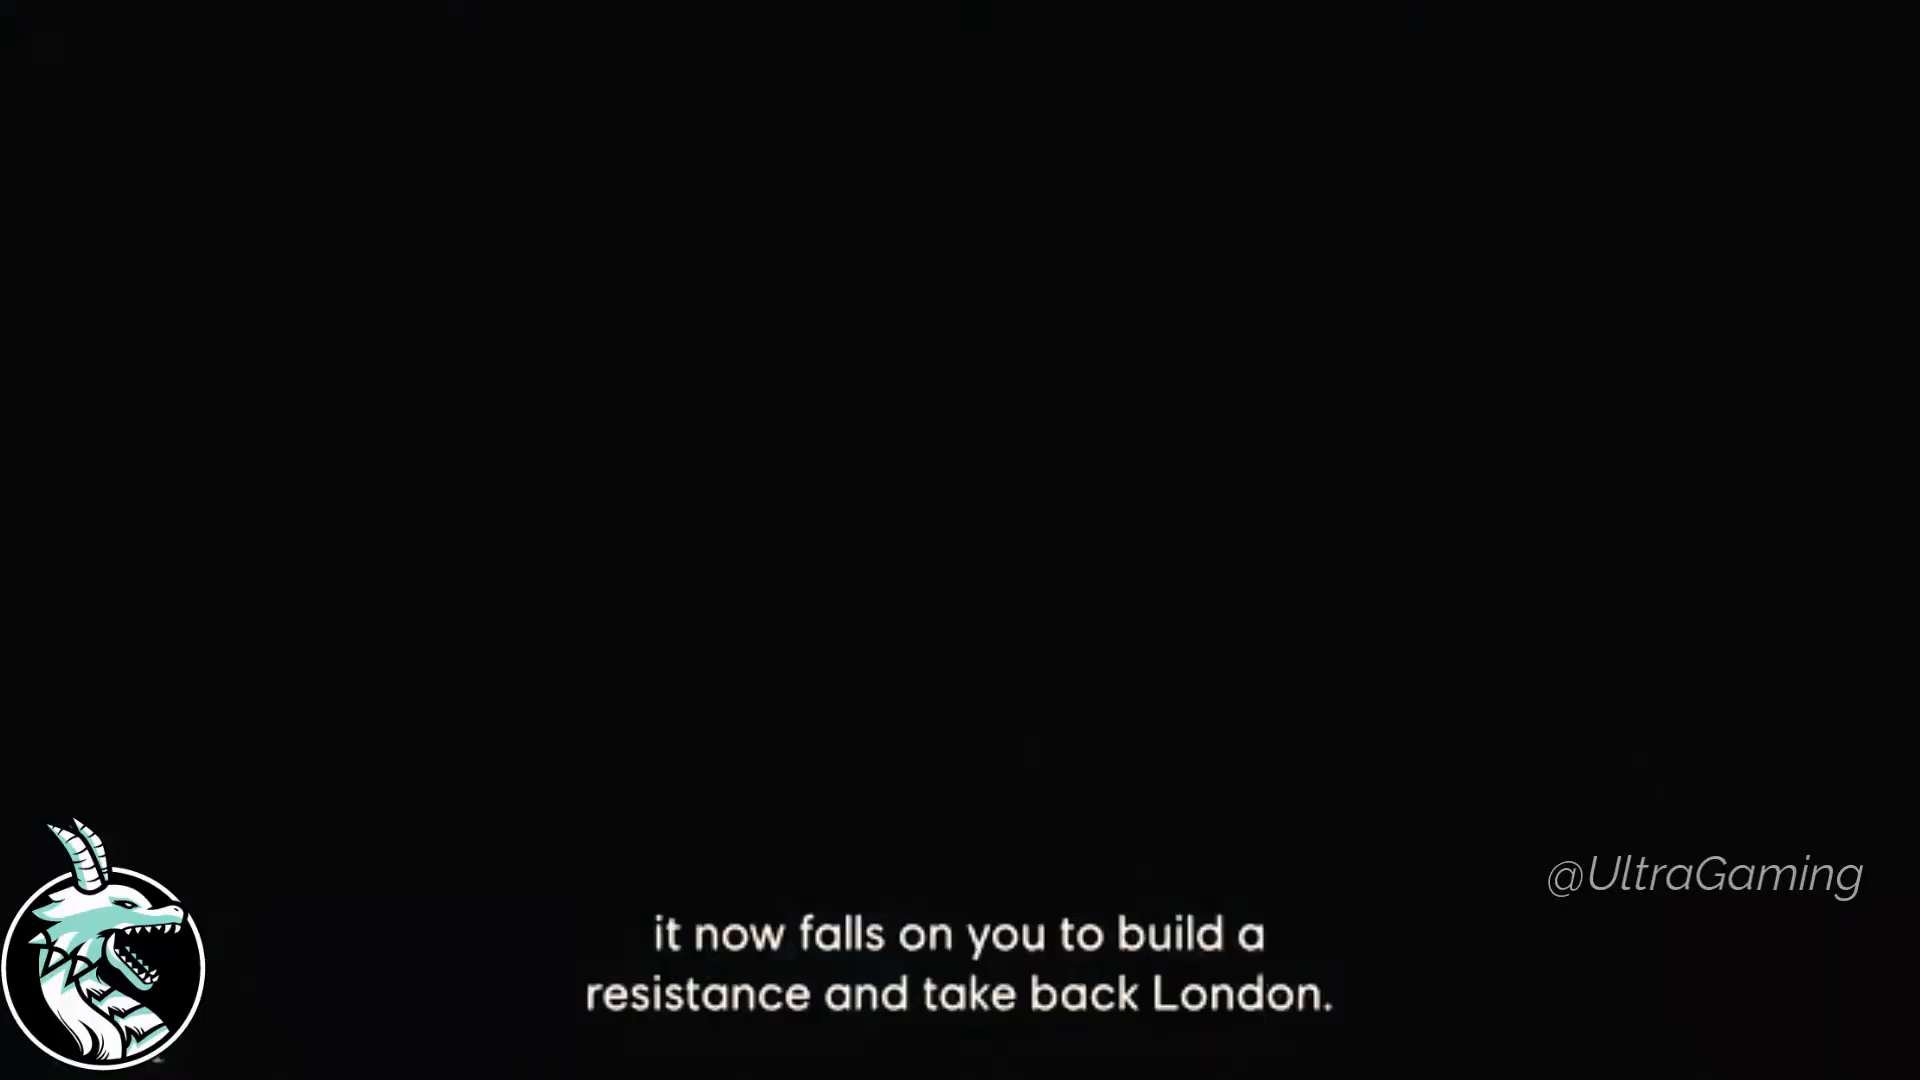 @UltraGaming
it now falls on you to build a
resistance and take back London.